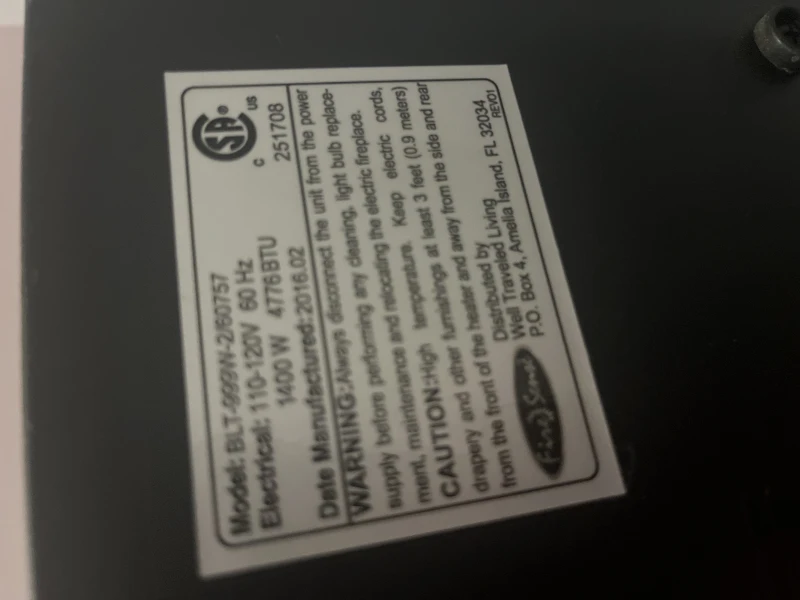 Model: BLT-999W-2/60757
Electrical: 110-120V 60 Hz
1400 W 4776BTU
SA®
C US
251708
Date Manufactured:2016.02
WARNING:Always disconnect the unit from the power
supply before performing any cleaning, light bulb replace-
ment, maintenance and relocating the electric fireplace.
CAUTION:High temperature. Keep electric cords,
drapery and other furnishings at least 3 feet (0.9 meters)
from the front of the heater and away from the side and rear
Fire Sense
Distributed by
Well Traveled Living
P.O. Box 4, Amelia Island, FL 32034
REV01